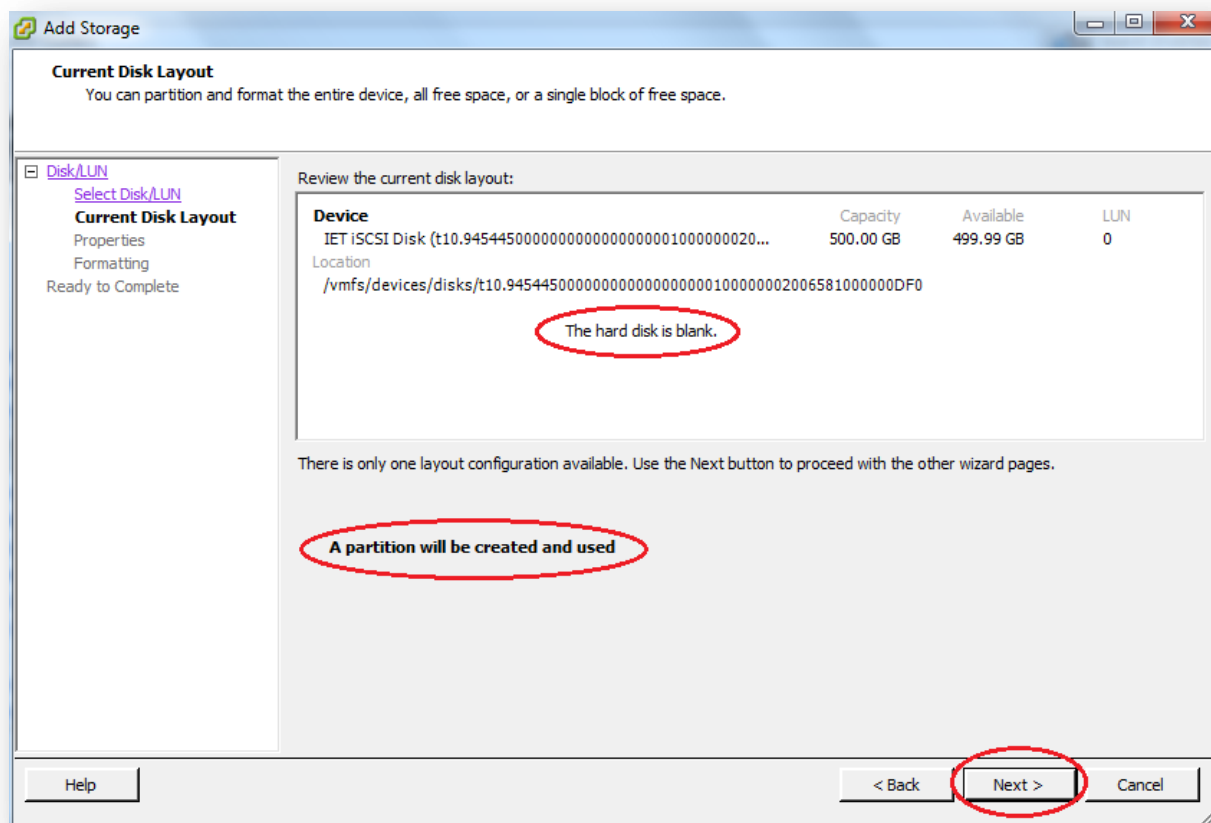 Add Storage
Current Disk Layout
You can partition and format the entire device, all free space, or a single block of free space.
Disk/LUN
Select Disk/LUN
Current Disk Layout
Properties
Formatting
Ready to Complete
Review the current disk layout:
Device Capacity Available LUN
IET iSCSI Disk (t10.945445000000000000000001000000020... 500.00 GB 499.99 GB 0
Location
/vmfs/devices/disks/t10.94544500000000000000000100000002006581000000DF0
The hard disk is blank.
There is only one layout configuration available. Use the Next button to proceed with the other wizard pages.
A partition will be created and used
Help
< Back
Next >
Cancel